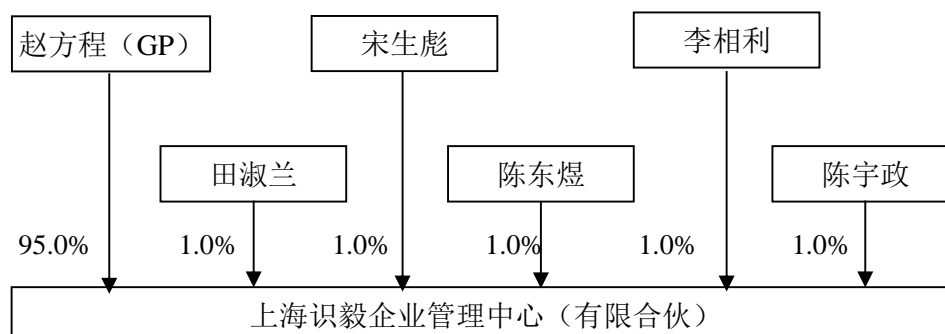 赵方程（GP）
宋生彪
李相利
田淑兰
陈东煜
陈宇政
95.0%
1.0%
1.0%
1.0%
1.0%
1.0%
上海识毅企业管理中心（有限合伙）